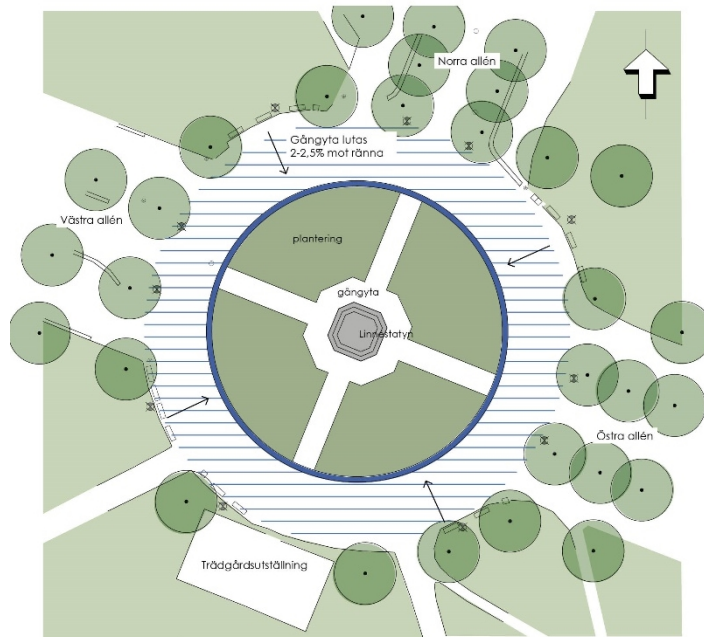 Norra allén
Gångyta lutas
2-2,5% mot ränna
Västra allén
plantering
gångyta
Linnéstatyn
Östra allén
Trädgårdsutställning